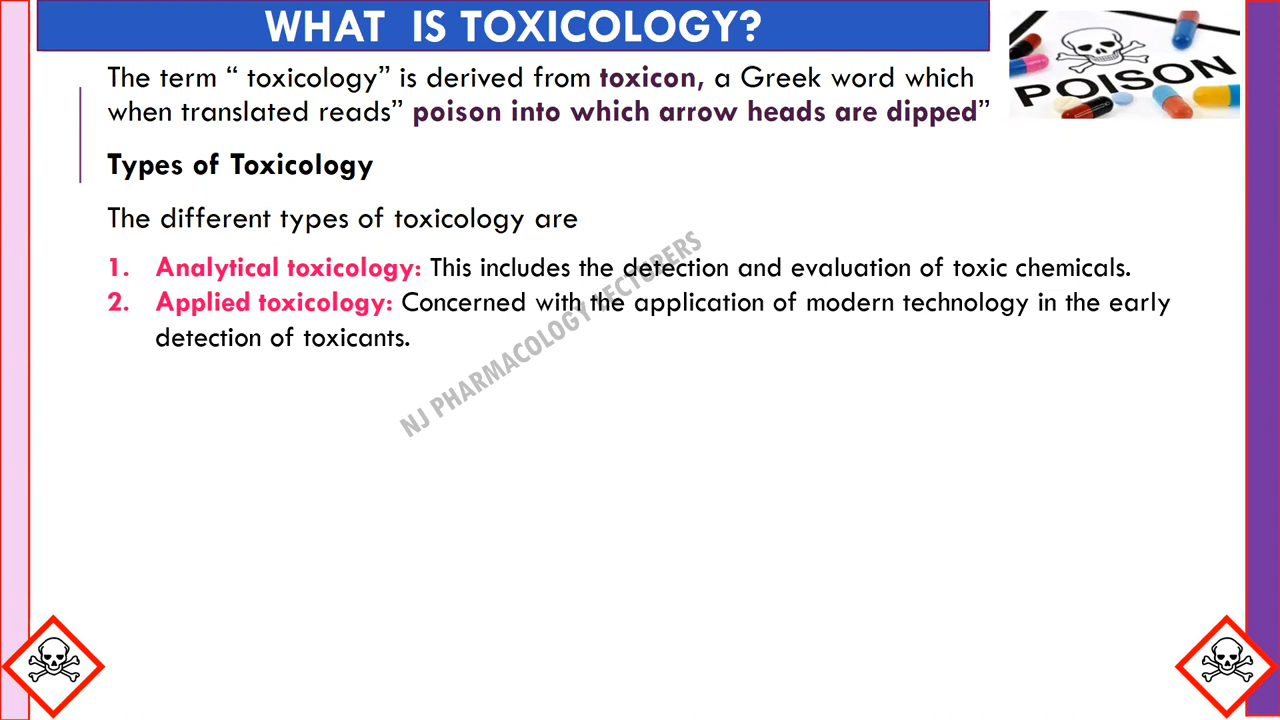 WHAT IS TOXICOLOGY?
POISON
The term “ toxicology” is derived from toxicon, a Greek word which
when translated reads” poison into which arrow heads are dipped”
Types of Toxicology
The different types of toxicology are
1. Analytical toxicology: This includes the detection and evaluation of toxic chemicals.
2. Applied toxicology: Concerned with the application of modern technology in the early
detection of toxicants.
NJ PHARMACOLOGY LECTURERS